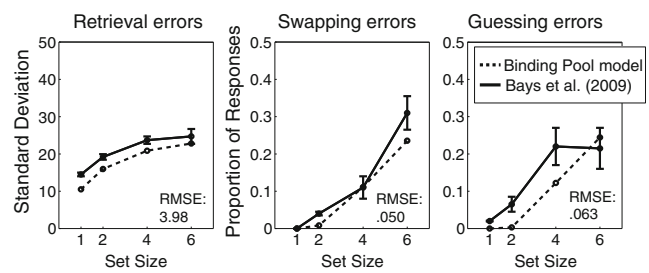 Retrieval errors
Swapping errors
Guessing errors
Standard Deviation
50
40
30
20
10
0
1 2 4 6
Set Size
RMSE:
3.98
Proportion of Responses
0.5
0.4
0.3
0.2
0.1
0
1 2 4 6
Set Size
RMSE:
.050
0.5
0.4
0.3
0.2
0.1
0
1 2 4 6
Set Size
RMSE:
.063
Binding Pool model
Bays et al. (2009)